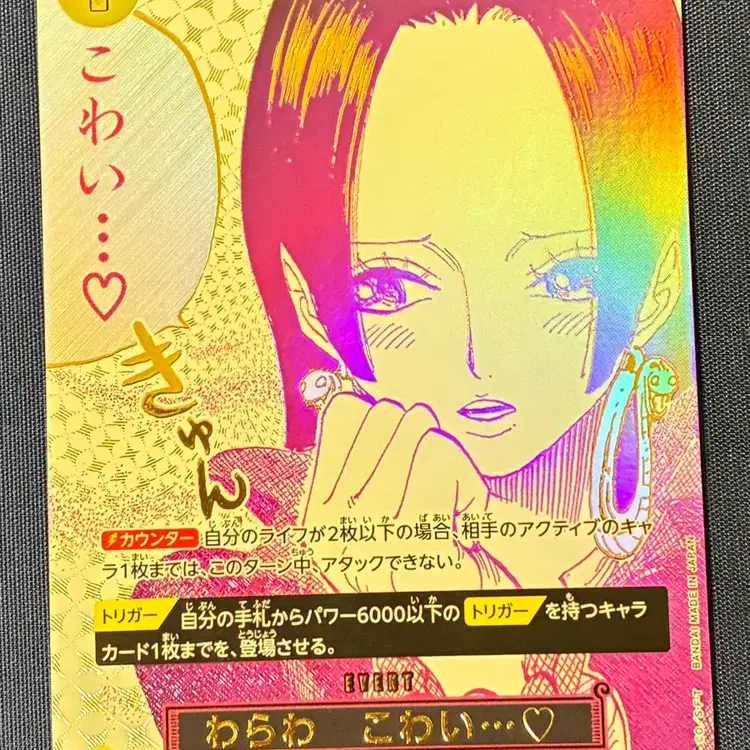 こわい…♡
きゅん
カウンター 自分のライフが2枚以下の場合、相手のアクティブのキャ
ラ1枚までは、このターン中、アタックできない。
トリガー 自分の手札からパワー6000以下の トリガー を持つキャラ
カード1枚までを、登場させる。
EVENT
わらわ こわい…♡
BANDAI MADE IN JAPAN